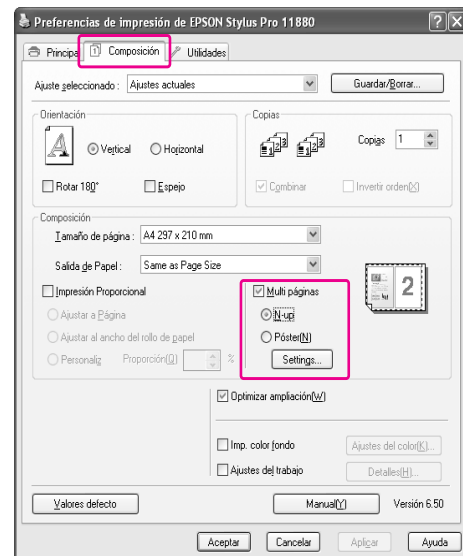 Preferencias de impresión de EPSON Stylus Pro 11880
Principal Composición Utilidades
Ajuste seleccionado : Ajustes actuales Guardar/Borrar...
Orientación
Vertical Horizontal
Rotar 180° Espejo
Copias
Copias 1
Combinar Invertir orden(X)
Composición
Tamaño de página : A4 297 x 210 mm
Salida de Papel : Same as Page Size
Impresión Proporcional
Ajustar a Página
Ajustar al ancho del rollo de papel
Personaliz Proporción(Q) %
Multi páginas
N-up
Póster(N)
Settings...
2
Optimizar ampliación(W)
Imp. color fondo Ajustes del color(K)...
Ajustes del trabajo Detalles(H)...
Valores defecto Manual(Y) Versión 6.50
Aceptar Cancelar Aplicar Ayuda